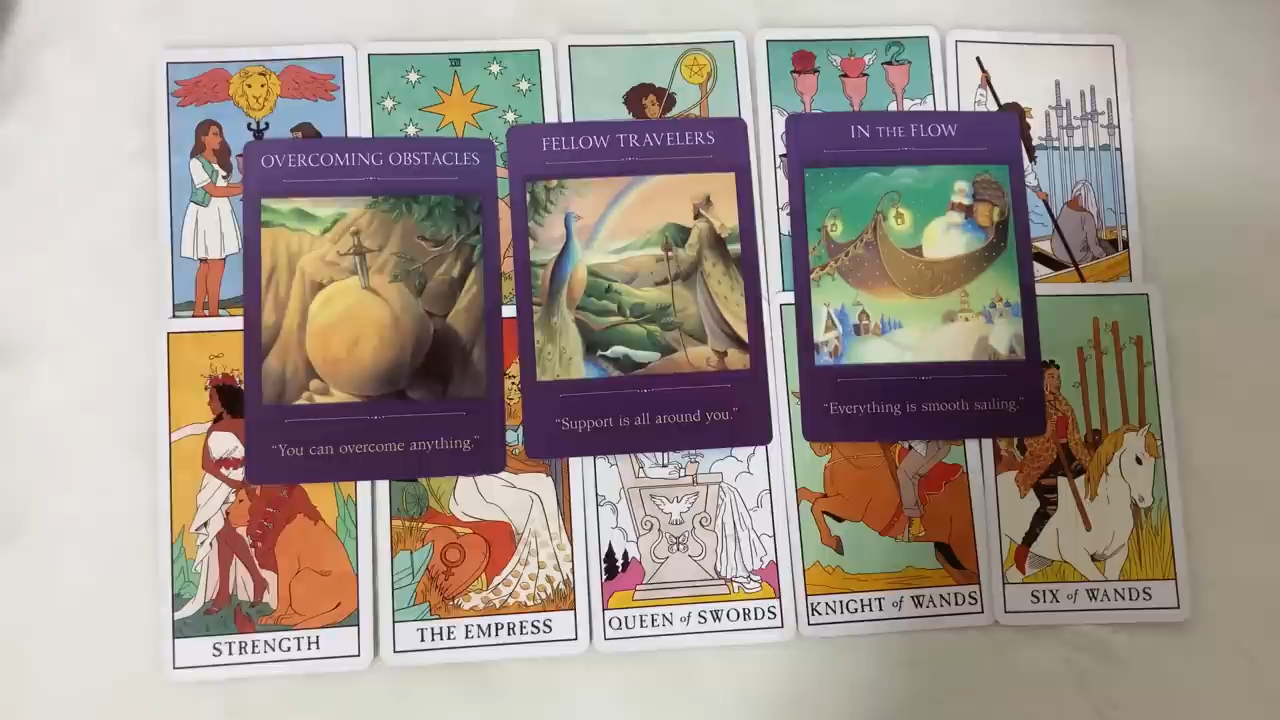 XVII
OVERCOMING OBSTACLES
FELLOW TRAVELERS
IN THE FLOW
"You can overcome anything."
"Support is all around you."
"Everything is smooth sailing."
STRENGTH
THE EMPRESS
QUEEN of SWORDS
KNIGHT of WANDS
SIX of WANDS